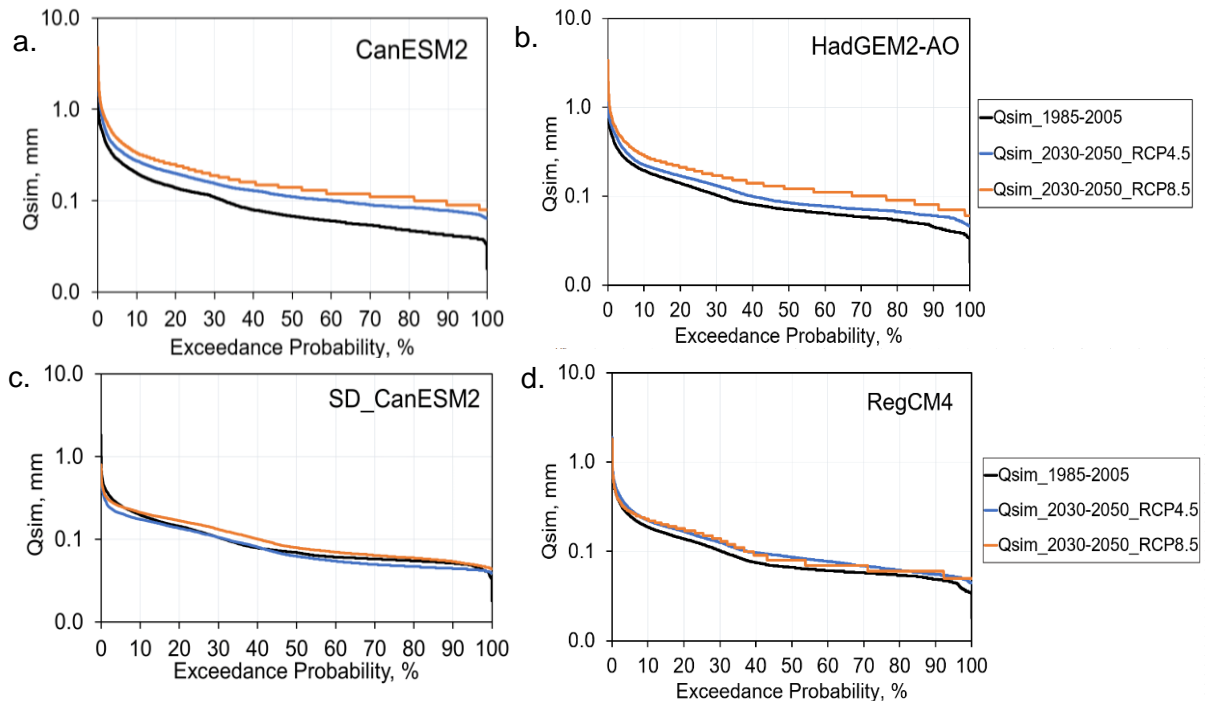 a.
CanESM2
Qsim, mm
10.0
1.0
0.1
0.0
0 10 20 30 40 50 60 70 80 90 100
Exceedance Probability, %
b.
HadGEM2-AO
Qsim, mm
10.0
1.0
0.1
0.0
0 10 20 30 40 50 60 70 80 90 100
Exceedance Probability, %
Qsim_1985-2005
Qsim_2030-2050_RCP4.5
Qsim_2030-2050_RCP8.5
c.
SD_CanESM2
Qsim, mm
10.0
1.0
0.1
0.0
0 10 20 30 40 50 60 70 80 90 100
Exceedance Probability, %
d.
RegCM4
Qsim, mm
10.0
1.0
0.1
0.0
0 10 20 30 40 50 60 70 80 90 100
Exceedance Probability, %
Qsim_1985-2005
Qsim_2030-2050_RCP4.5
Qsim_2030-2050_RCP8.5